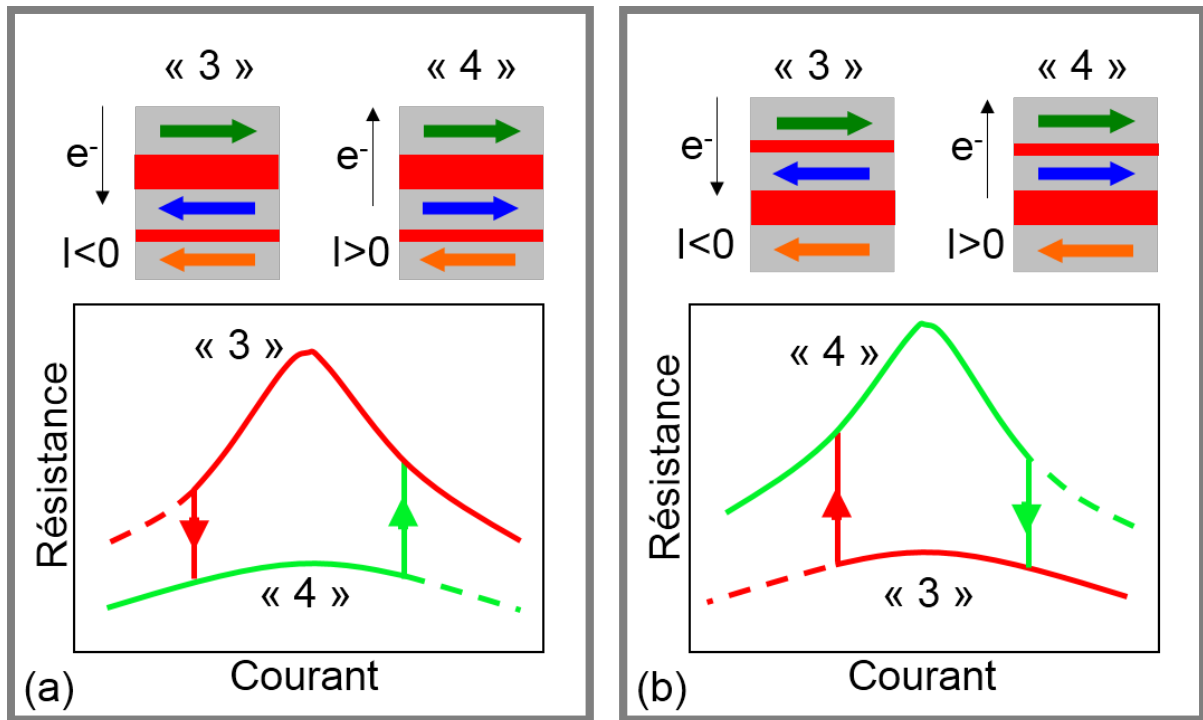 « 3 » « 4 »
e- e-
I<0 I>0
« 3 »
« 4 »
Résistance
Courant
(a)
« 3 » « 4 »
e- e-
I<0 I>0
« 4 »
« 3 »
Résistance
Courant
(b)